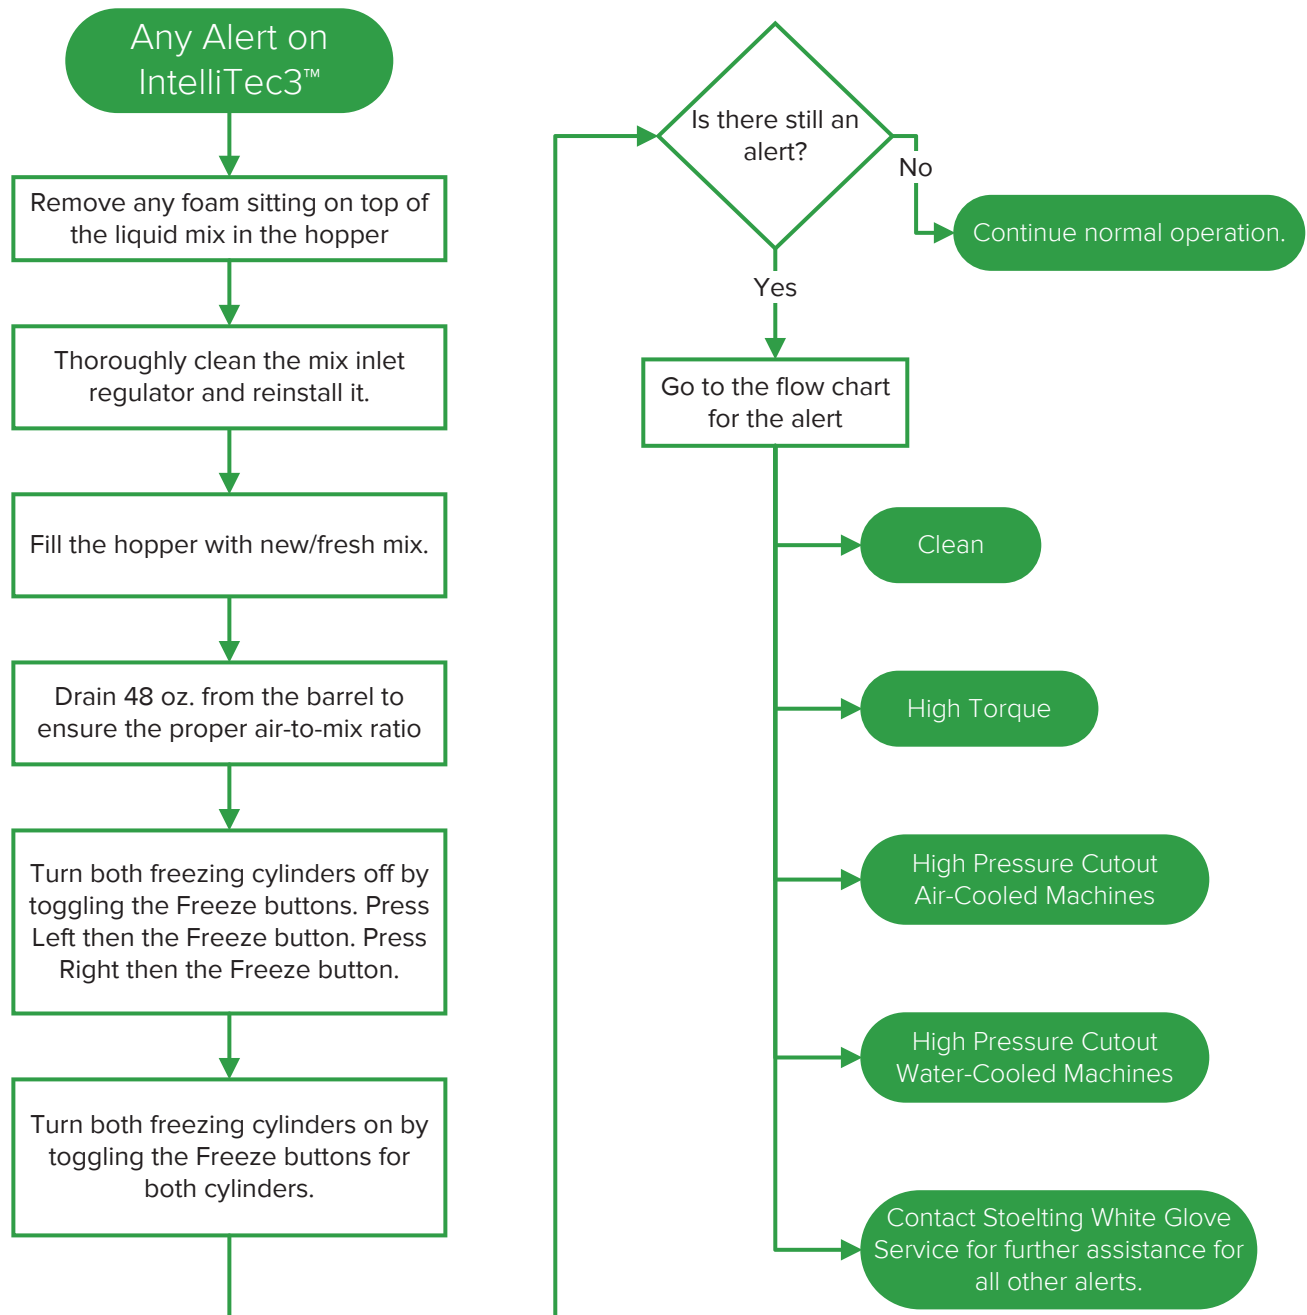 Any Alert on
IntelliTec3™
Remove any foam sitting on top of
the liquid mix in the hopper
Thoroughly clean the mix inlet
regulator and reinstall it.
Fill the hopper with new/fresh mix.
Drain 48 oz. from the barrel to
ensure the proper air-to-mix ratio
Turn both freezing cylinders off by
toggling the Freeze buttons. Press
Left then the Freeze button. Press
Right then the Freeze button.
Turn both freezing cylinders on by
toggling the Freeze buttons for
both cylinders.
Is there still an
alert?
No
Continue normal operation.
Yes
Go to the flow chart
for the alert
Clean
High Torque
High Pressure Cutout
Air-Cooled Machines
High Pressure Cutout
Water-Cooled Machines
Contact Stoelting White Glove
Service for further assistance for
all other alerts.